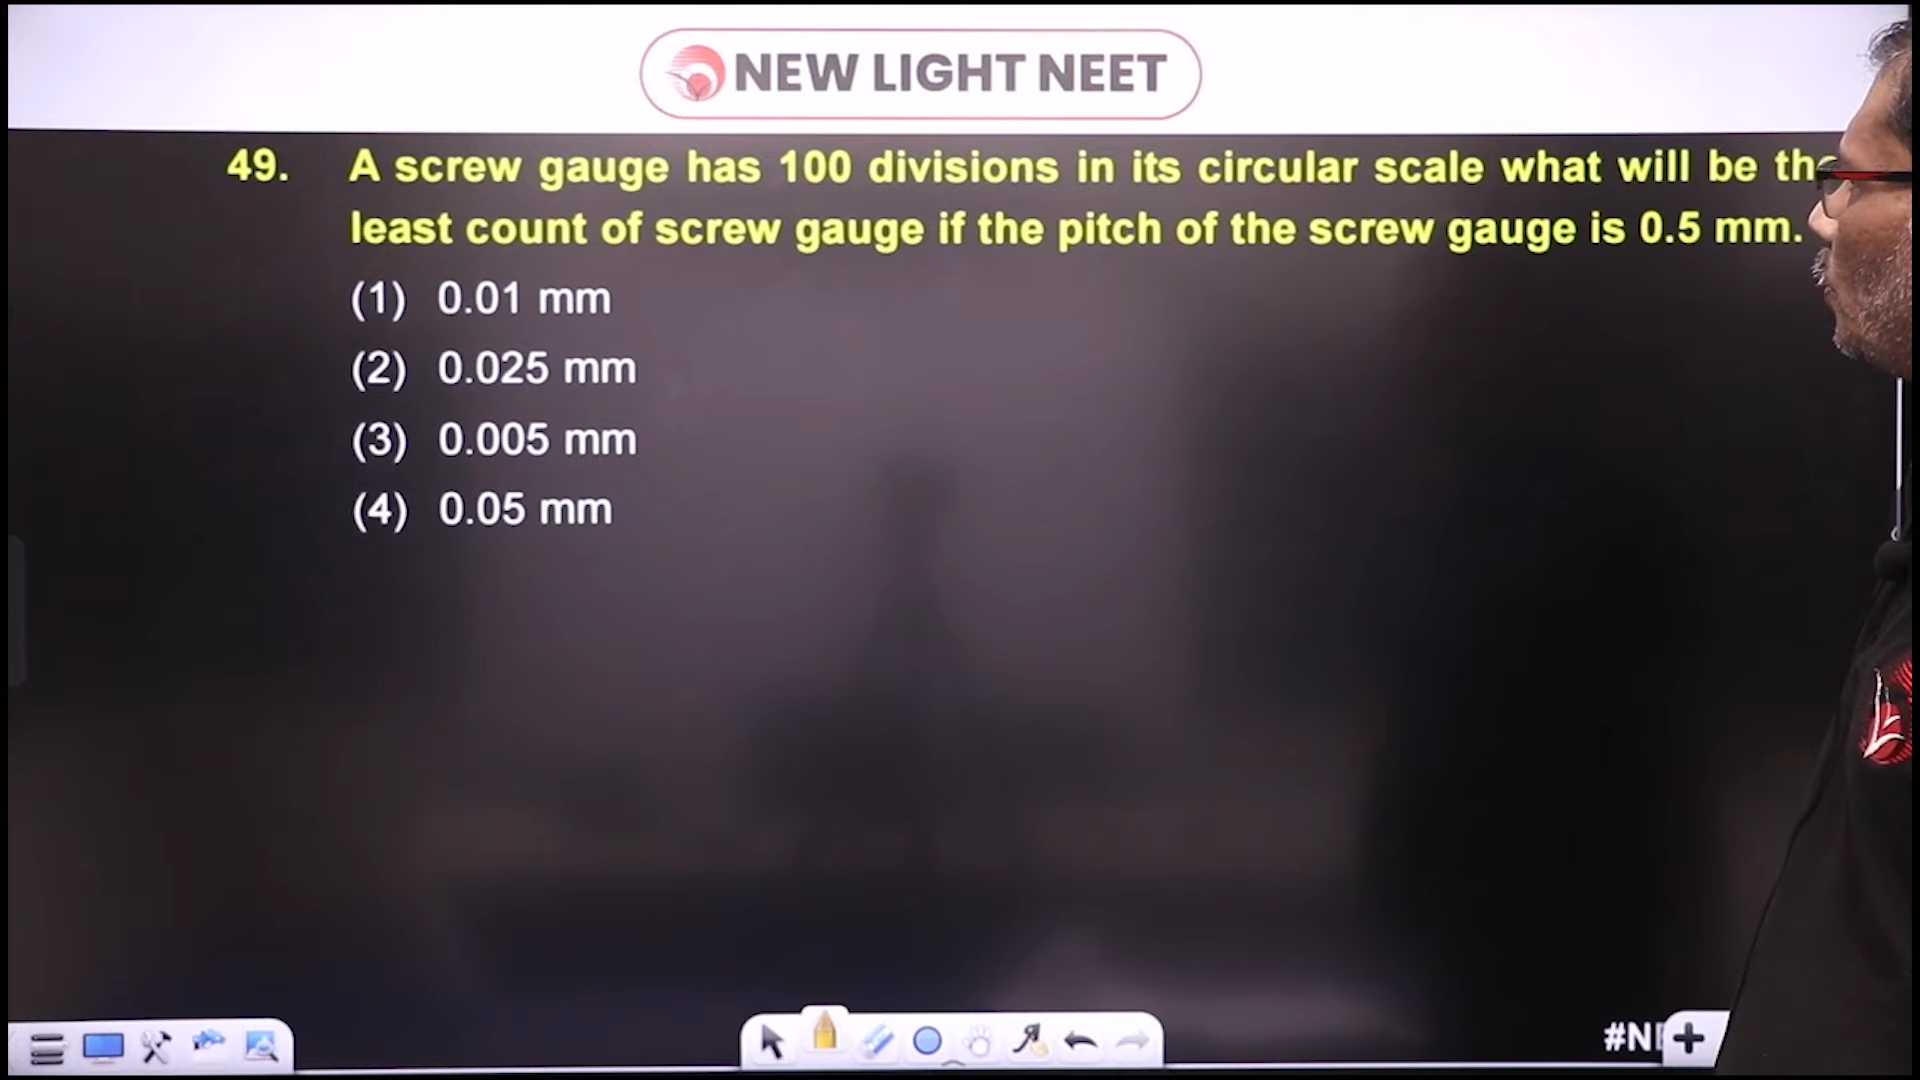 NEW LIGHT NEET
49. A screw gauge has 100 divisions in its circular scale what will be the
least count of screw gauge if the pitch of the screw gauge is 0.5 mm.
(1) 0.01 mm
(2) 0.025 mm
(3) 0.005 mm
(4) 0.05 mm